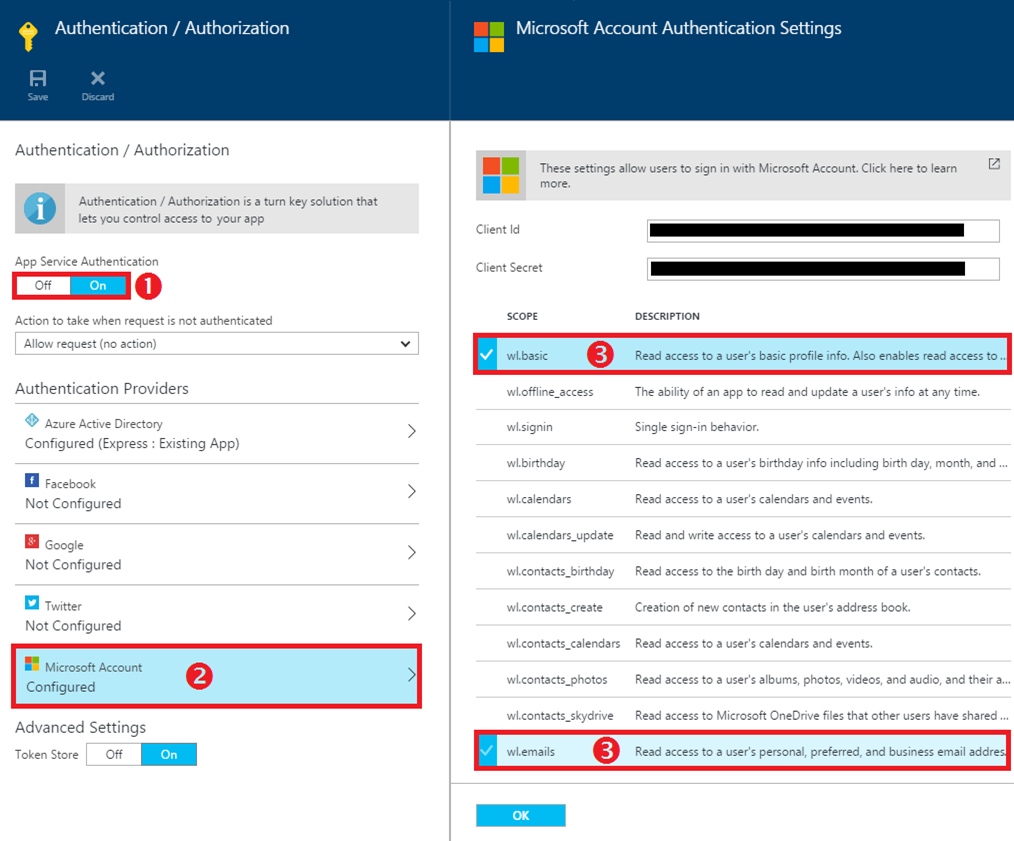 Authentication / Authorization
Save
Discard
Authentication / Authorization
Authentication / Authorization is a turn key solution that
lets you control access to your app
App Service Authentication
Off On 1
Action to take when request is not authenticated
Allow request (no action)
Authentication Providers
Azure Active Directory
Configured (Express : Existing App)
Facebook
Not Configured
Google
Not Configured
Twitter
Not Configured
Microsoft Account
Configured
2
Advanced Settings
Token Store Off On
Microsoft Account Authentication Settings
These settings allow users to sign in with Microsoft Account. Click here to learn
more.
Client Id
Client Secret
SCOPE DESCRIPTION
wl.basic 3 Read access to a user's basic profile info. Also enables read access to ...
wl.offline_access The ability of an app to read and update a user's info at any time.
wl.signin Single sign-in behavior.
wl.birthday Read access to a user's birthday info including birth day, month, and ...
wl.calendars Read access to a user's calendars and events.
wl.calendars_update Read and write access to a user's calendars and events.
wl.contacts_birthday Read access to the birth day and birth month of a user's contacts.
wl.contacts_create Creation of new contacts in the user's address book.
wl.contacts_calendars Read access to a user's calendars and events.
wl.contacts_photos Read access to a user's albums, photos, videos, and audio, and their a...
wl.contacts_skydrive Read access to Microsoft OneDrive files that other users have shared ...
wl.emails 3 Read access to a user's personal, preferred, and business email addres.
OK